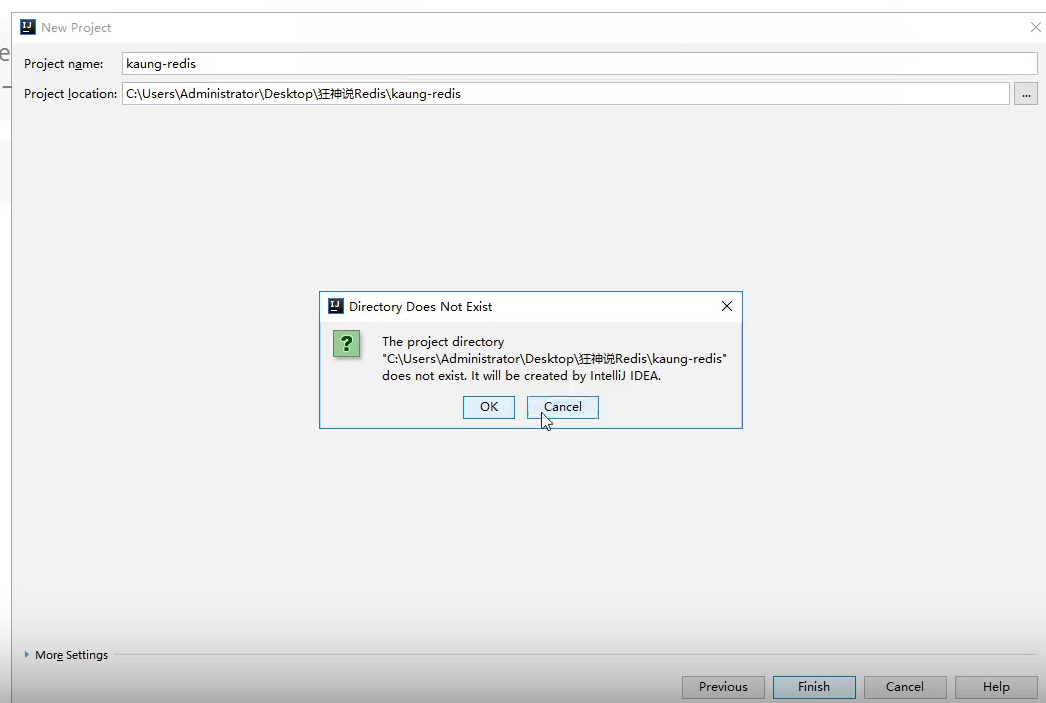 New Project
Project name: kaung-redis
Project location: C:\Users\Administrator\Desktop\狂神说Redis\kaung-redis ...
Directory Does Not Exist
The project directory
"C:\Users\Administrator\Desktop\狂神说Redis\kaung-redis"
does not exist. It will be created by IntelliJ IDEA.
OK Cancel
More Settings
Previous Finish Cancel Help